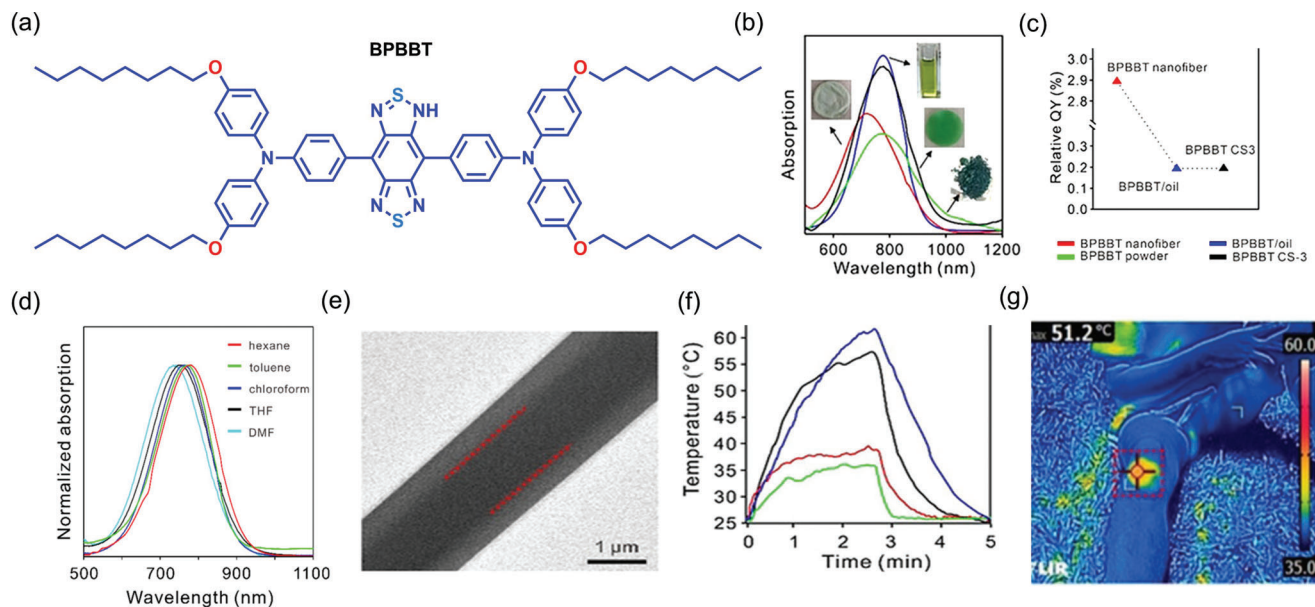 (a)
BPBBT
O
O
S
N
NH
N
N
N
N
S
O
O
(b)
Absorption
600 800 1000 1200
Wavelength (nm)
(c)
Relative QY (%)
3.0
2.9
2.8
0.4
0.2
0.0
BPBBT nanofiber
BPBBT CS3
BPBBT/oil
BPBBT nanofiber
BPBBT/oil
BPBBT powder
BPBBT CS-3
(d)
Normalized absorption
hexane
toluene
chloroform
THF
DMF
500 700 900 1100
Wavelength (nm)
(e)
1 μm
(f)
Temperature (°C)
60
55
50
45
40
35
30
25
0 1 2 3 4 5
Time (min)
(g)
max 51.2 °C
60.0
35.0